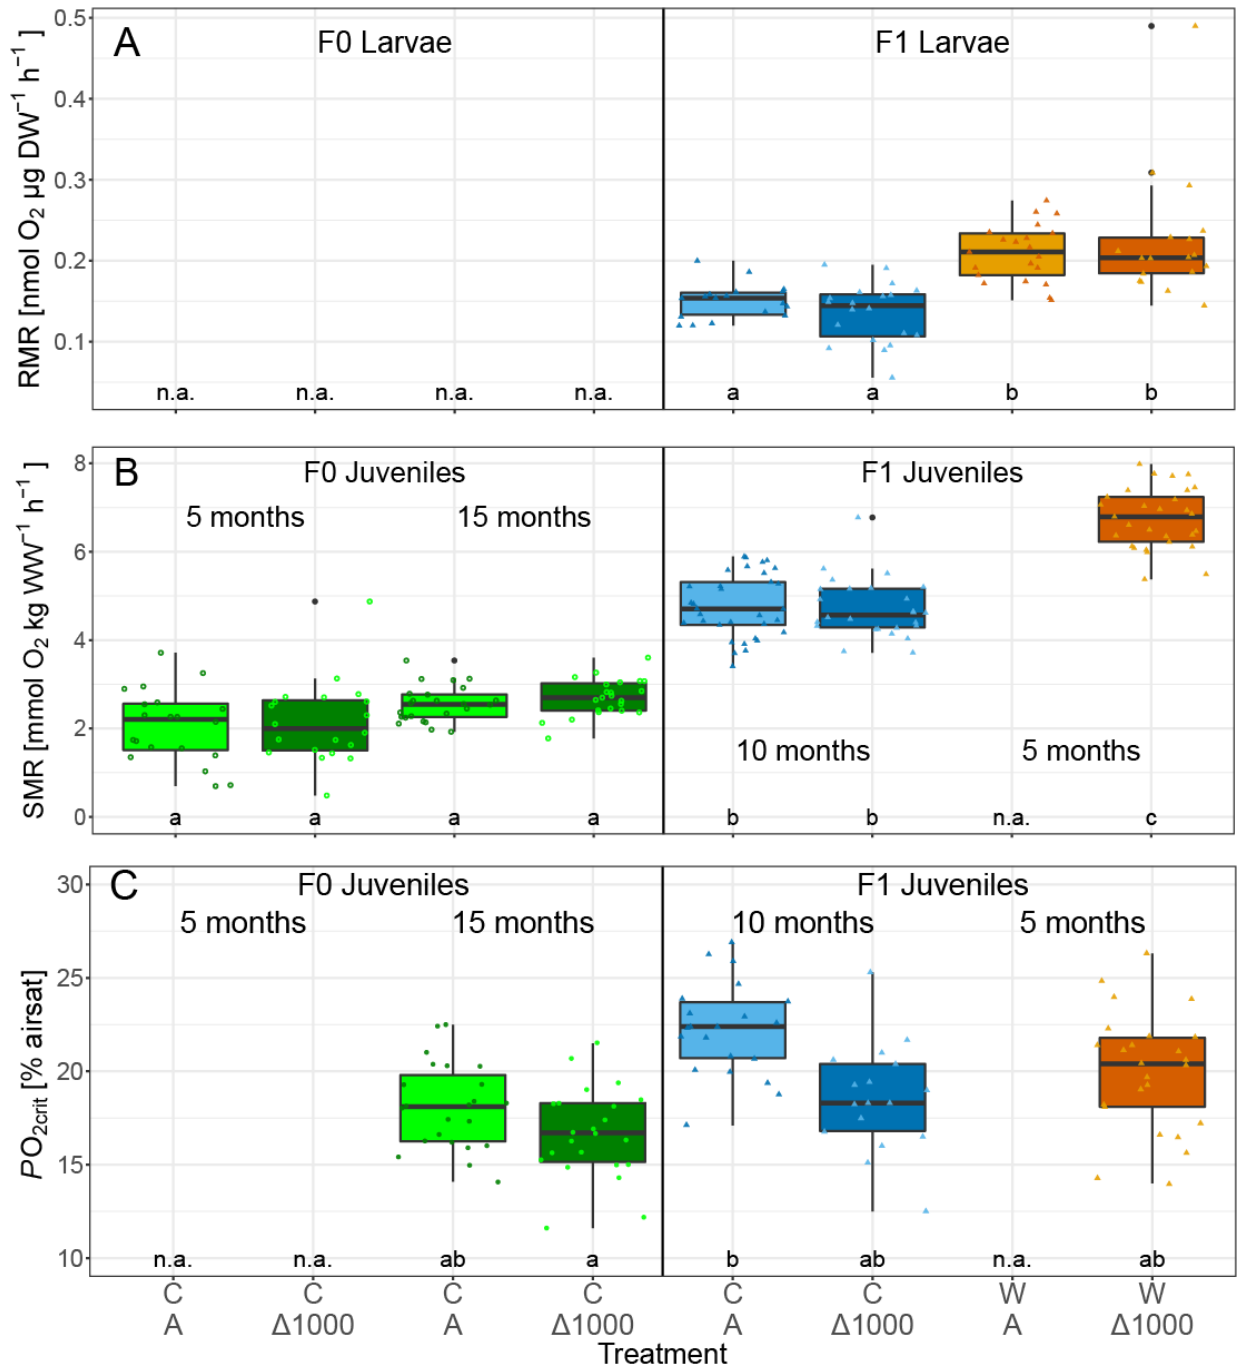 A
F0 Larvae
F1 Larvae
RMR [nmol O₂ µg DW⁻¹ h⁻¹ ]
0.5
0.4
0.3
0.2
0.1
n.a. n.a. n.a. n.a. a a b b
B
F0 Juveniles
F1 Juveniles
5 months
15 months
10 months
5 months
SMR [mmol O₂ kg WW⁻¹ h⁻¹ ]
8
6
4
2
0
a a a a b b n.a. c
C
F0 Juveniles
F1 Juveniles
5 months
15 months
10 months
5 months
PO₂crit [% airsat]
30
25
20
15
10
n.a. n.a. ab a b ab n.a. ab
C C C C C C W W
A Δ1000 A Δ1000 A Δ1000 A Δ1000
Treatment